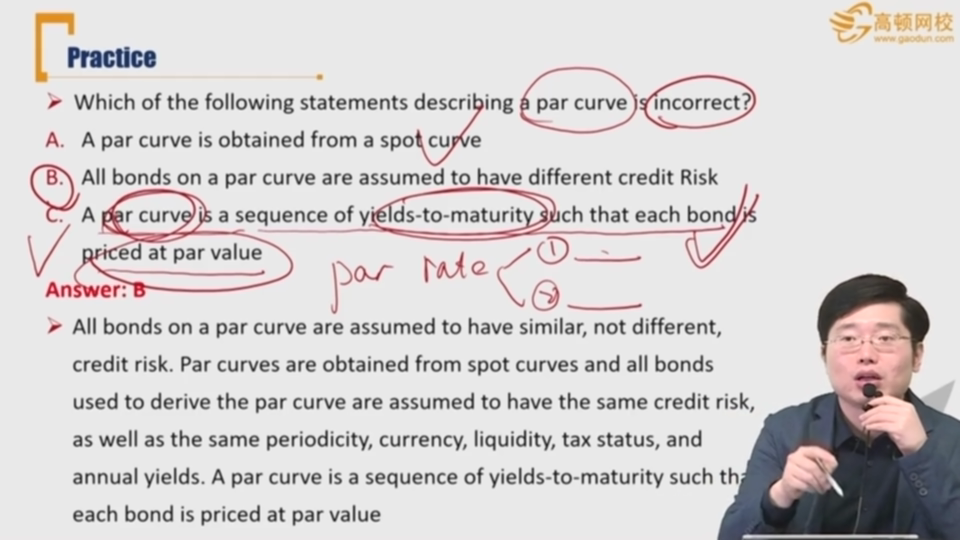 高顿网校
www.gaodun.com
Practice
➤ Which of the following statements describing a par curve is incorrect?
A. A par curve is obtained from a spot curve
B. All bonds on a par curve are assumed to have different credit Risk
C. A par curve is a sequence of yields-to-maturity such that each bond is
priced at par value
par rate ①
②
Answer: B
➤ All bonds on a par curve are assumed to have similar, not different,
credit risk. Par curves are obtained from spot curves and all bonds
used to derive the par curve are assumed to have the same credit risk,
as well as the same periodicity, currency, liquidity, tax status, and
annual yields. A par curve is a sequence of yields-to-maturity such
each bond is priced at par value